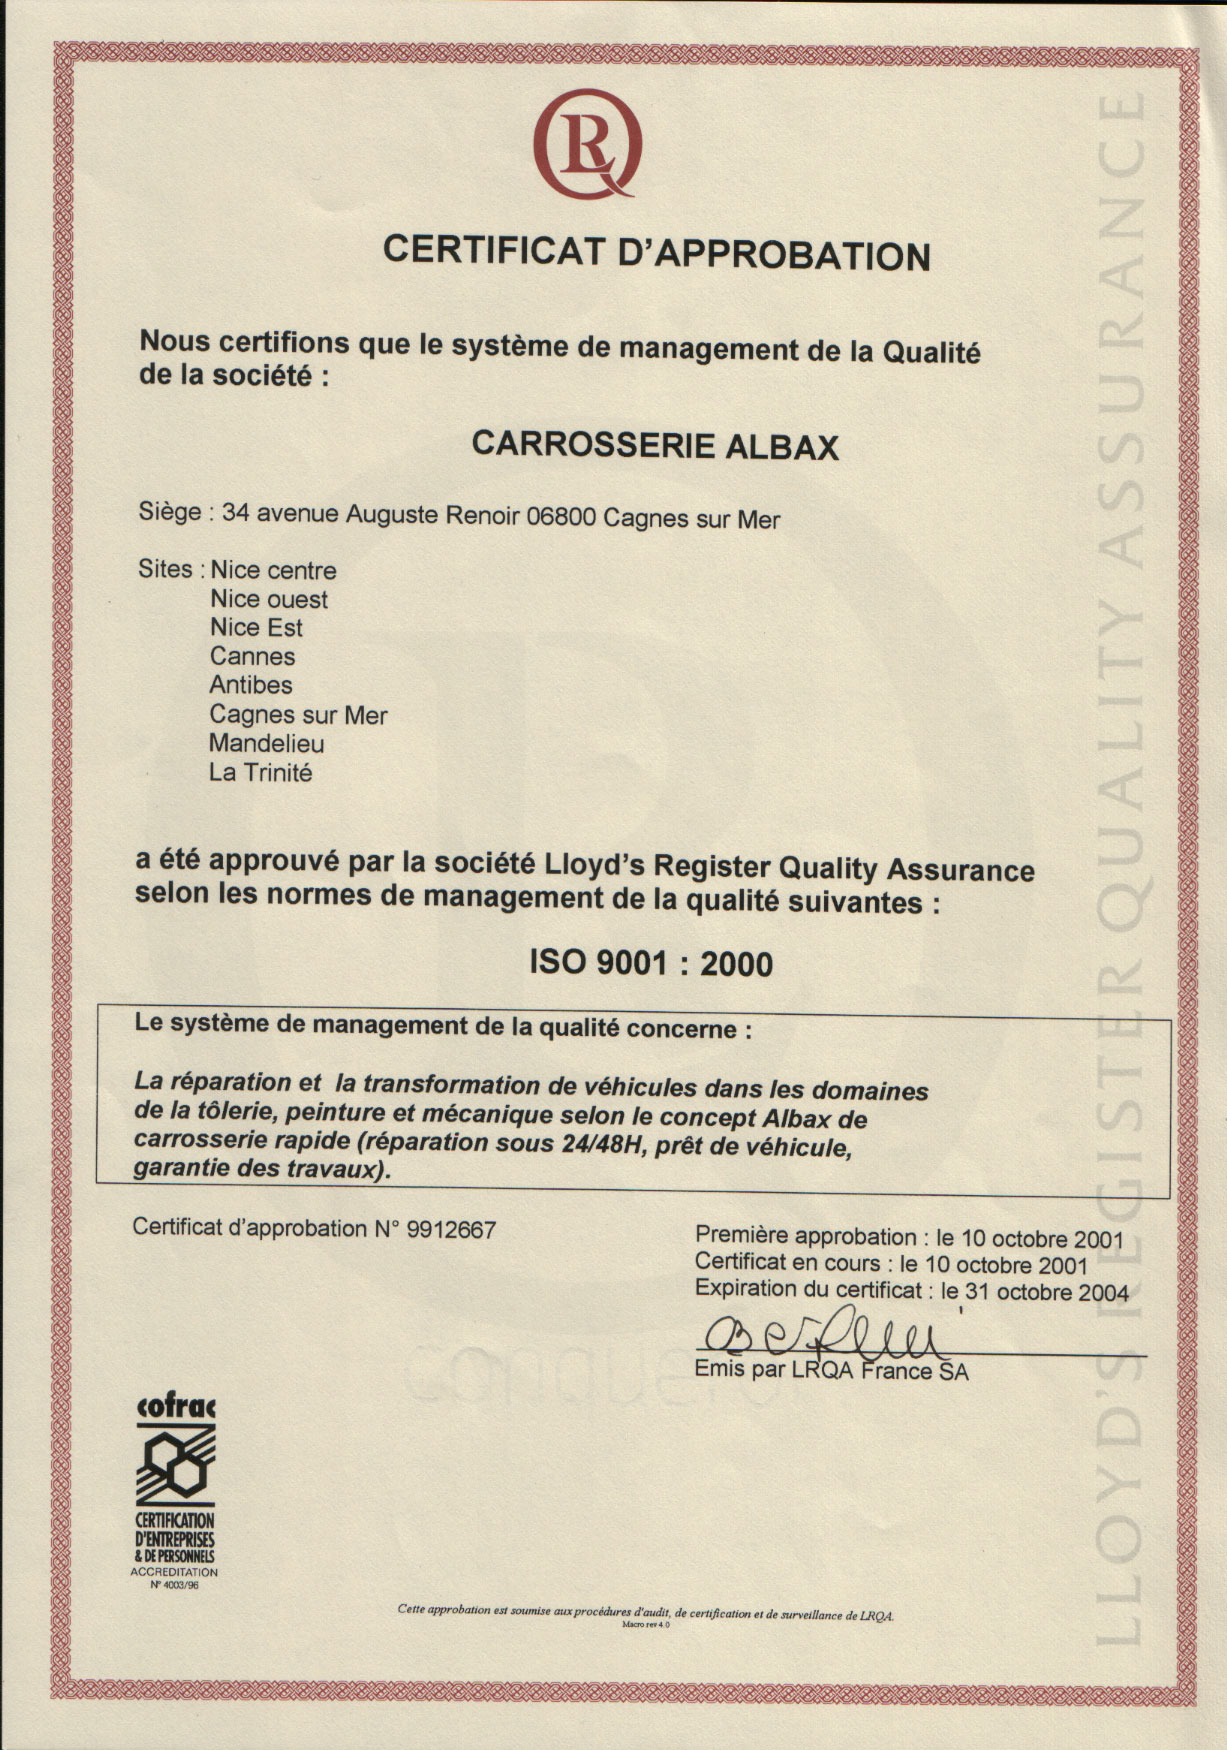 LRQ
CERTIFICAT D'APPROBATION
Nous certifions que le système de management de la Qualité
de la société :
CARROSSERIE ALBAX
Siège : 34 avenue Auguste Renoir 06800 Cagnes sur Mer
Sites : Nice centre
Nice ouest
Nice Est
Cannes
Antibes
Cagnes sur Mer
Mandelieu
La Trinité
a été approuvé par la société Lloyd's Register Quality Assurance
selon les normes de management de la qualité suivantes :
ISO 9001 : 2000
Le système de management de la qualité concerne :
La réparation et la transformation de véhicules dans les domaines
de la tôlerie, peinture et mécanique selon le concept Albax de
carrosserie rapide (réparation sous 24/48H, prêt de véhicule,
garantie des travaux).
Certificat d'approbation N° 9912667
Première approbation : le 10 octobre 2001
Certificat en cours : le 10 octobre 2001
Expiration du certificat : le 31 octobre 2004
Emis par LRQA France SA
cofrac
CERTIFICATION
D'ENTREPRISES
& DE PERSONNELS
ACCREDITATION
N° 4003/96
Cette approbation est soumise aux procédures d'audit, de certification et de surveillance de LRQA.
Macro rev 4.0
LLOYD'S REGISTER QUALITY ASSURANCE